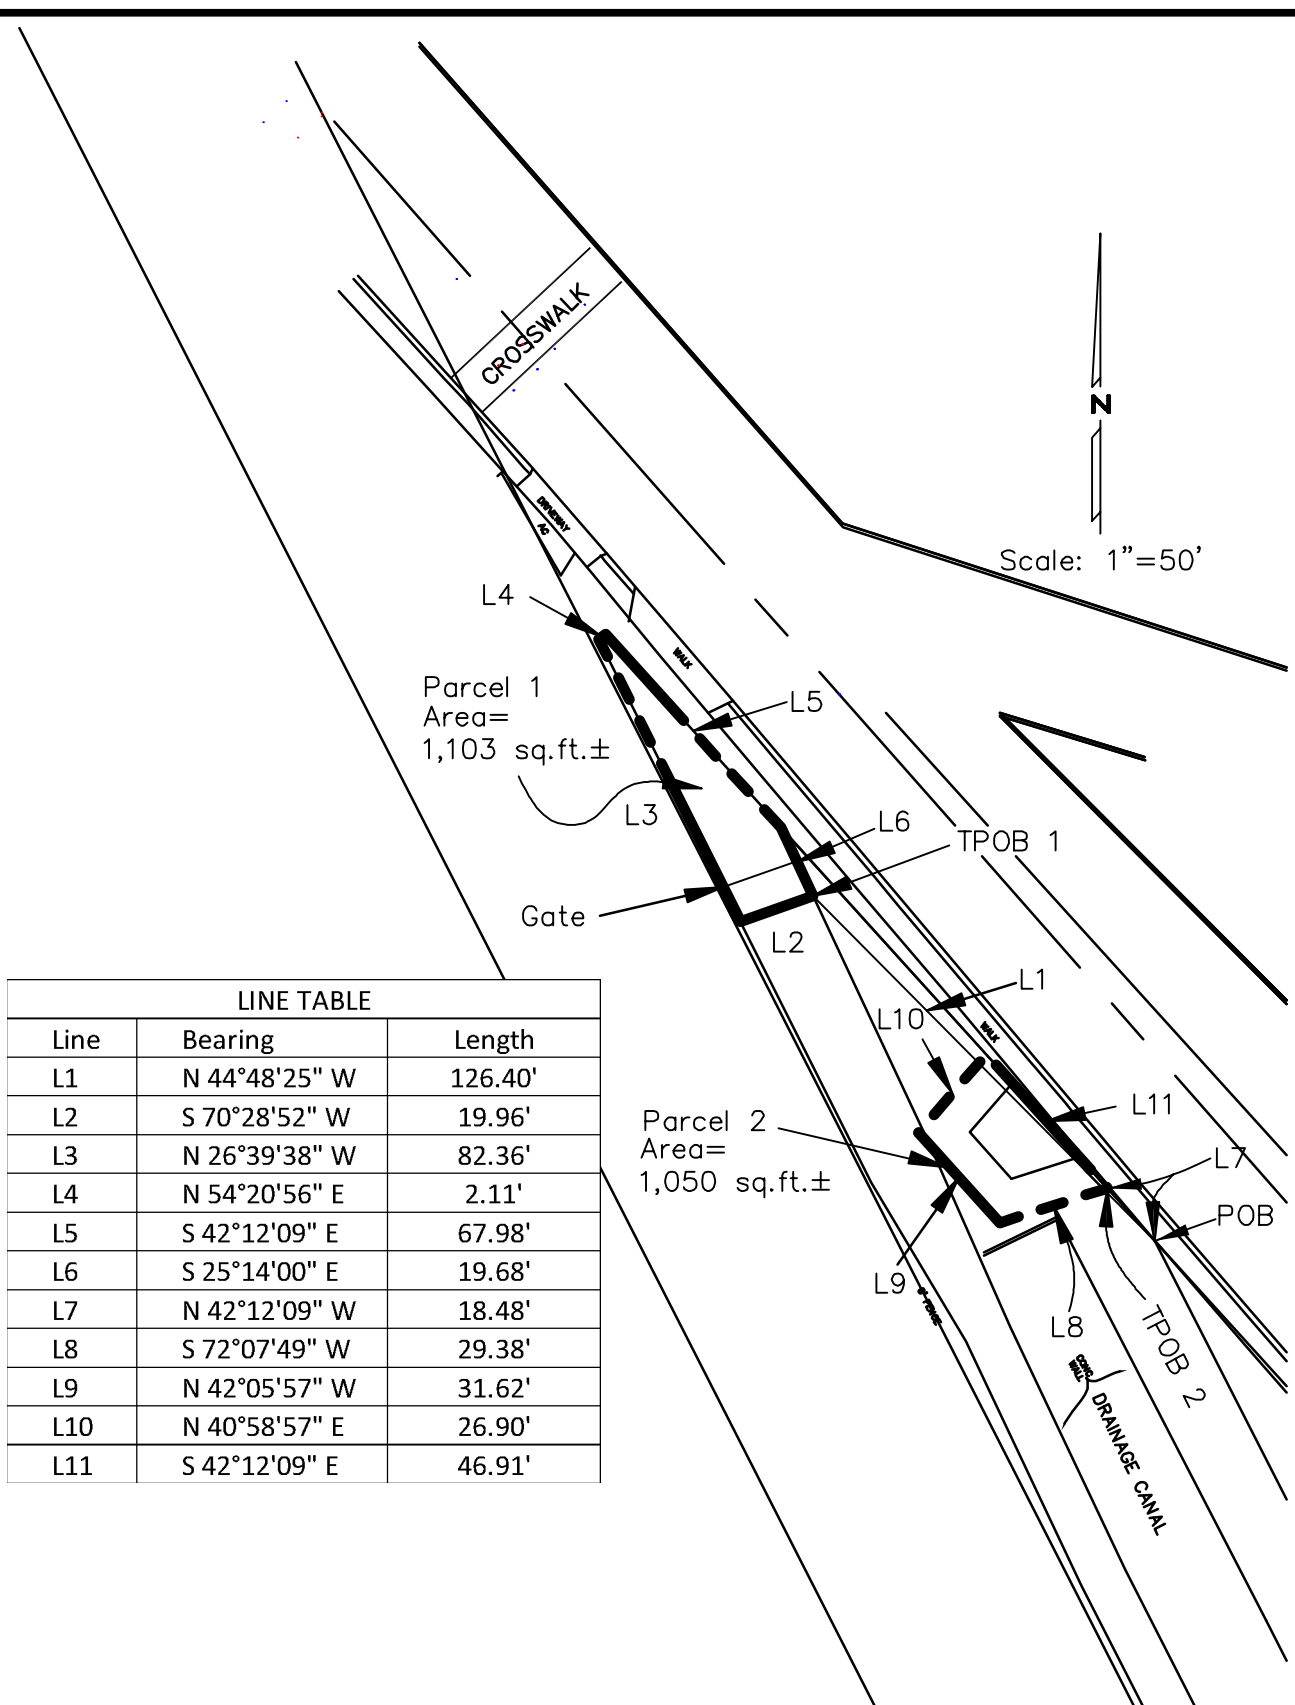 CROSSWALK
N
Scale: 1"=50'
DRIVEWAY
AC
L4
WALK
Parcel 1
Area=
1,103 sq.ft.±
L5
L3
L6
TPOB 1
Gate
L2
L1
L10
WALK
L11
Parcel 2
Area=
1,050 sq.ft.±
L7
POB
L9
6' FENCE
L8
TPOB 2
CONC
WALL
DRAINAGE CANAL
LINE TABLE
Line Bearing Length
L1 N 44°48'25" W 126.40'
L2 S 70°28'52" W 19.96'
L3 N 26°39'38" W 82.36'
L4 N 54°20'56" E 2.11'
L5 S 42°12'09" E 67.98'
L6 S 25°14'00" E 19.68'
L7 N 42°12'09" W 18.48'
L8 S 72°07'49" W 29.38'
L9 N 42°05'57" W 31.62'
L10 N 40°58'57" E 26.90'
L11 S 42°12'09" E 46.91'